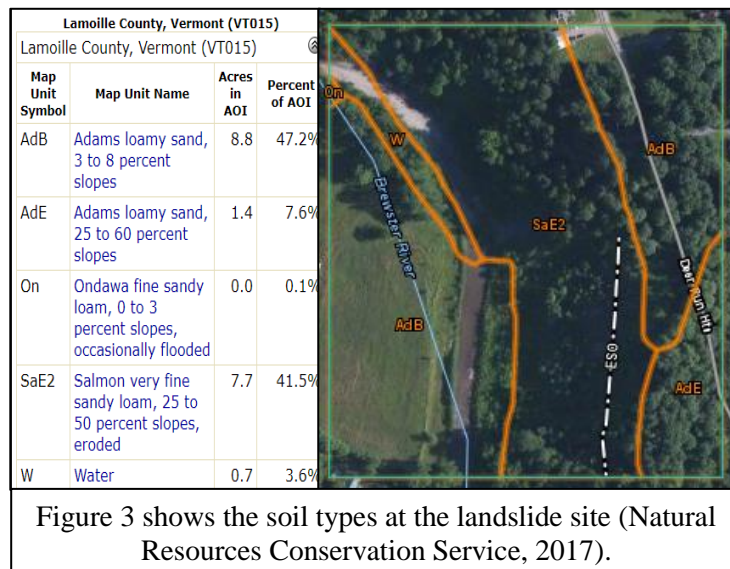 Lamoille County, Vermont (VT015)
Lamoille County, Vermont (VT015)
Map Unit Symbol Map Unit Name Acres in AOI Percent of AOI
AdB Adams loamy sand, 3 to 8 percent slopes 8.8 47.2%
AdE Adams loamy sand, 25 to 60 percent slopes 1.4 7.6%
On Ondawa fine sandy loam, 0 to 3 percent slopes, occasionally flooded 0.0 0.1%
SaE2 Salmon very fine sandy loam, 25 to 50 percent slopes, eroded 7.7 41.5%
W Water 0.7 3.6%
On
W
AdB
Brewster River
SaE2
AdB
ESO
AdE
Figure 3 shows the soil types at the landslide site (Natural
Resources Conservation Service, 2017).